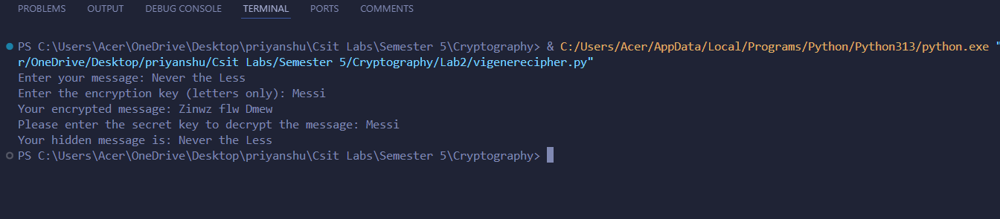 PROBLEMS OUTPUT DEBUG CONSOLE TERMINAL PORTS COMMENTS
PS C:\Users\Acer\OneDrive\Desktop\priyanshu\Csit Labs\Semester 5\Cryptography> & C:/Users/Acer/AppData/Local/Programs/Python/Python313/python.exe "
r/OneDrive/Desktop/priyanshu/Csit Labs/Semester 5/Cryptography/Lab2/vigenerecipher.py"
Enter your message: Never the Less
Enter the encryption key (letters only): Messi
Your encrypted message: Zinwz flw Dmew
Please enter the secret key to decrypt the message: Messi
Your hidden message is: Never the Less
PS C:\Users\Acer\OneDrive\Desktop\priyanshu\Csit Labs\Semester 5\Cryptography>